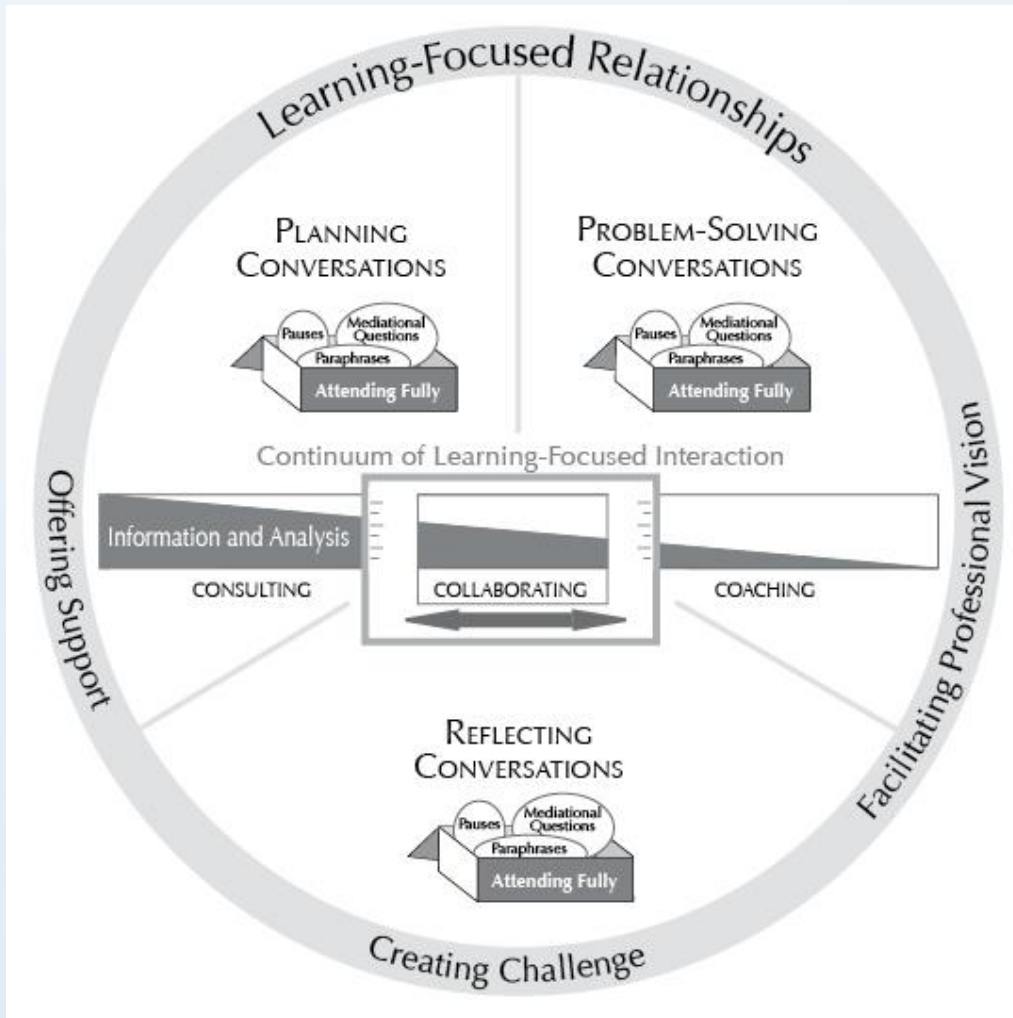 Learning-Focused Relationships
PLANNING
CONVERSATIONS
Pauses
Mediational
Questions
Paraphrases
Attending Fully
PROBLEM-SOLVING
CONVERSATIONS
Pauses
Mediational
Questions
Paraphrases
Attending Fully
Continuum of Learning-Focused Interaction
Information and Analysis
CONSULTING
COLLABORATING
COACHING
Offering Support
Facilitating Professional Vision
REFLECTING
CONVERSATIONS
Pauses
Mediational
Questions
Paraphrases
Attending Fully
Creating Challenge